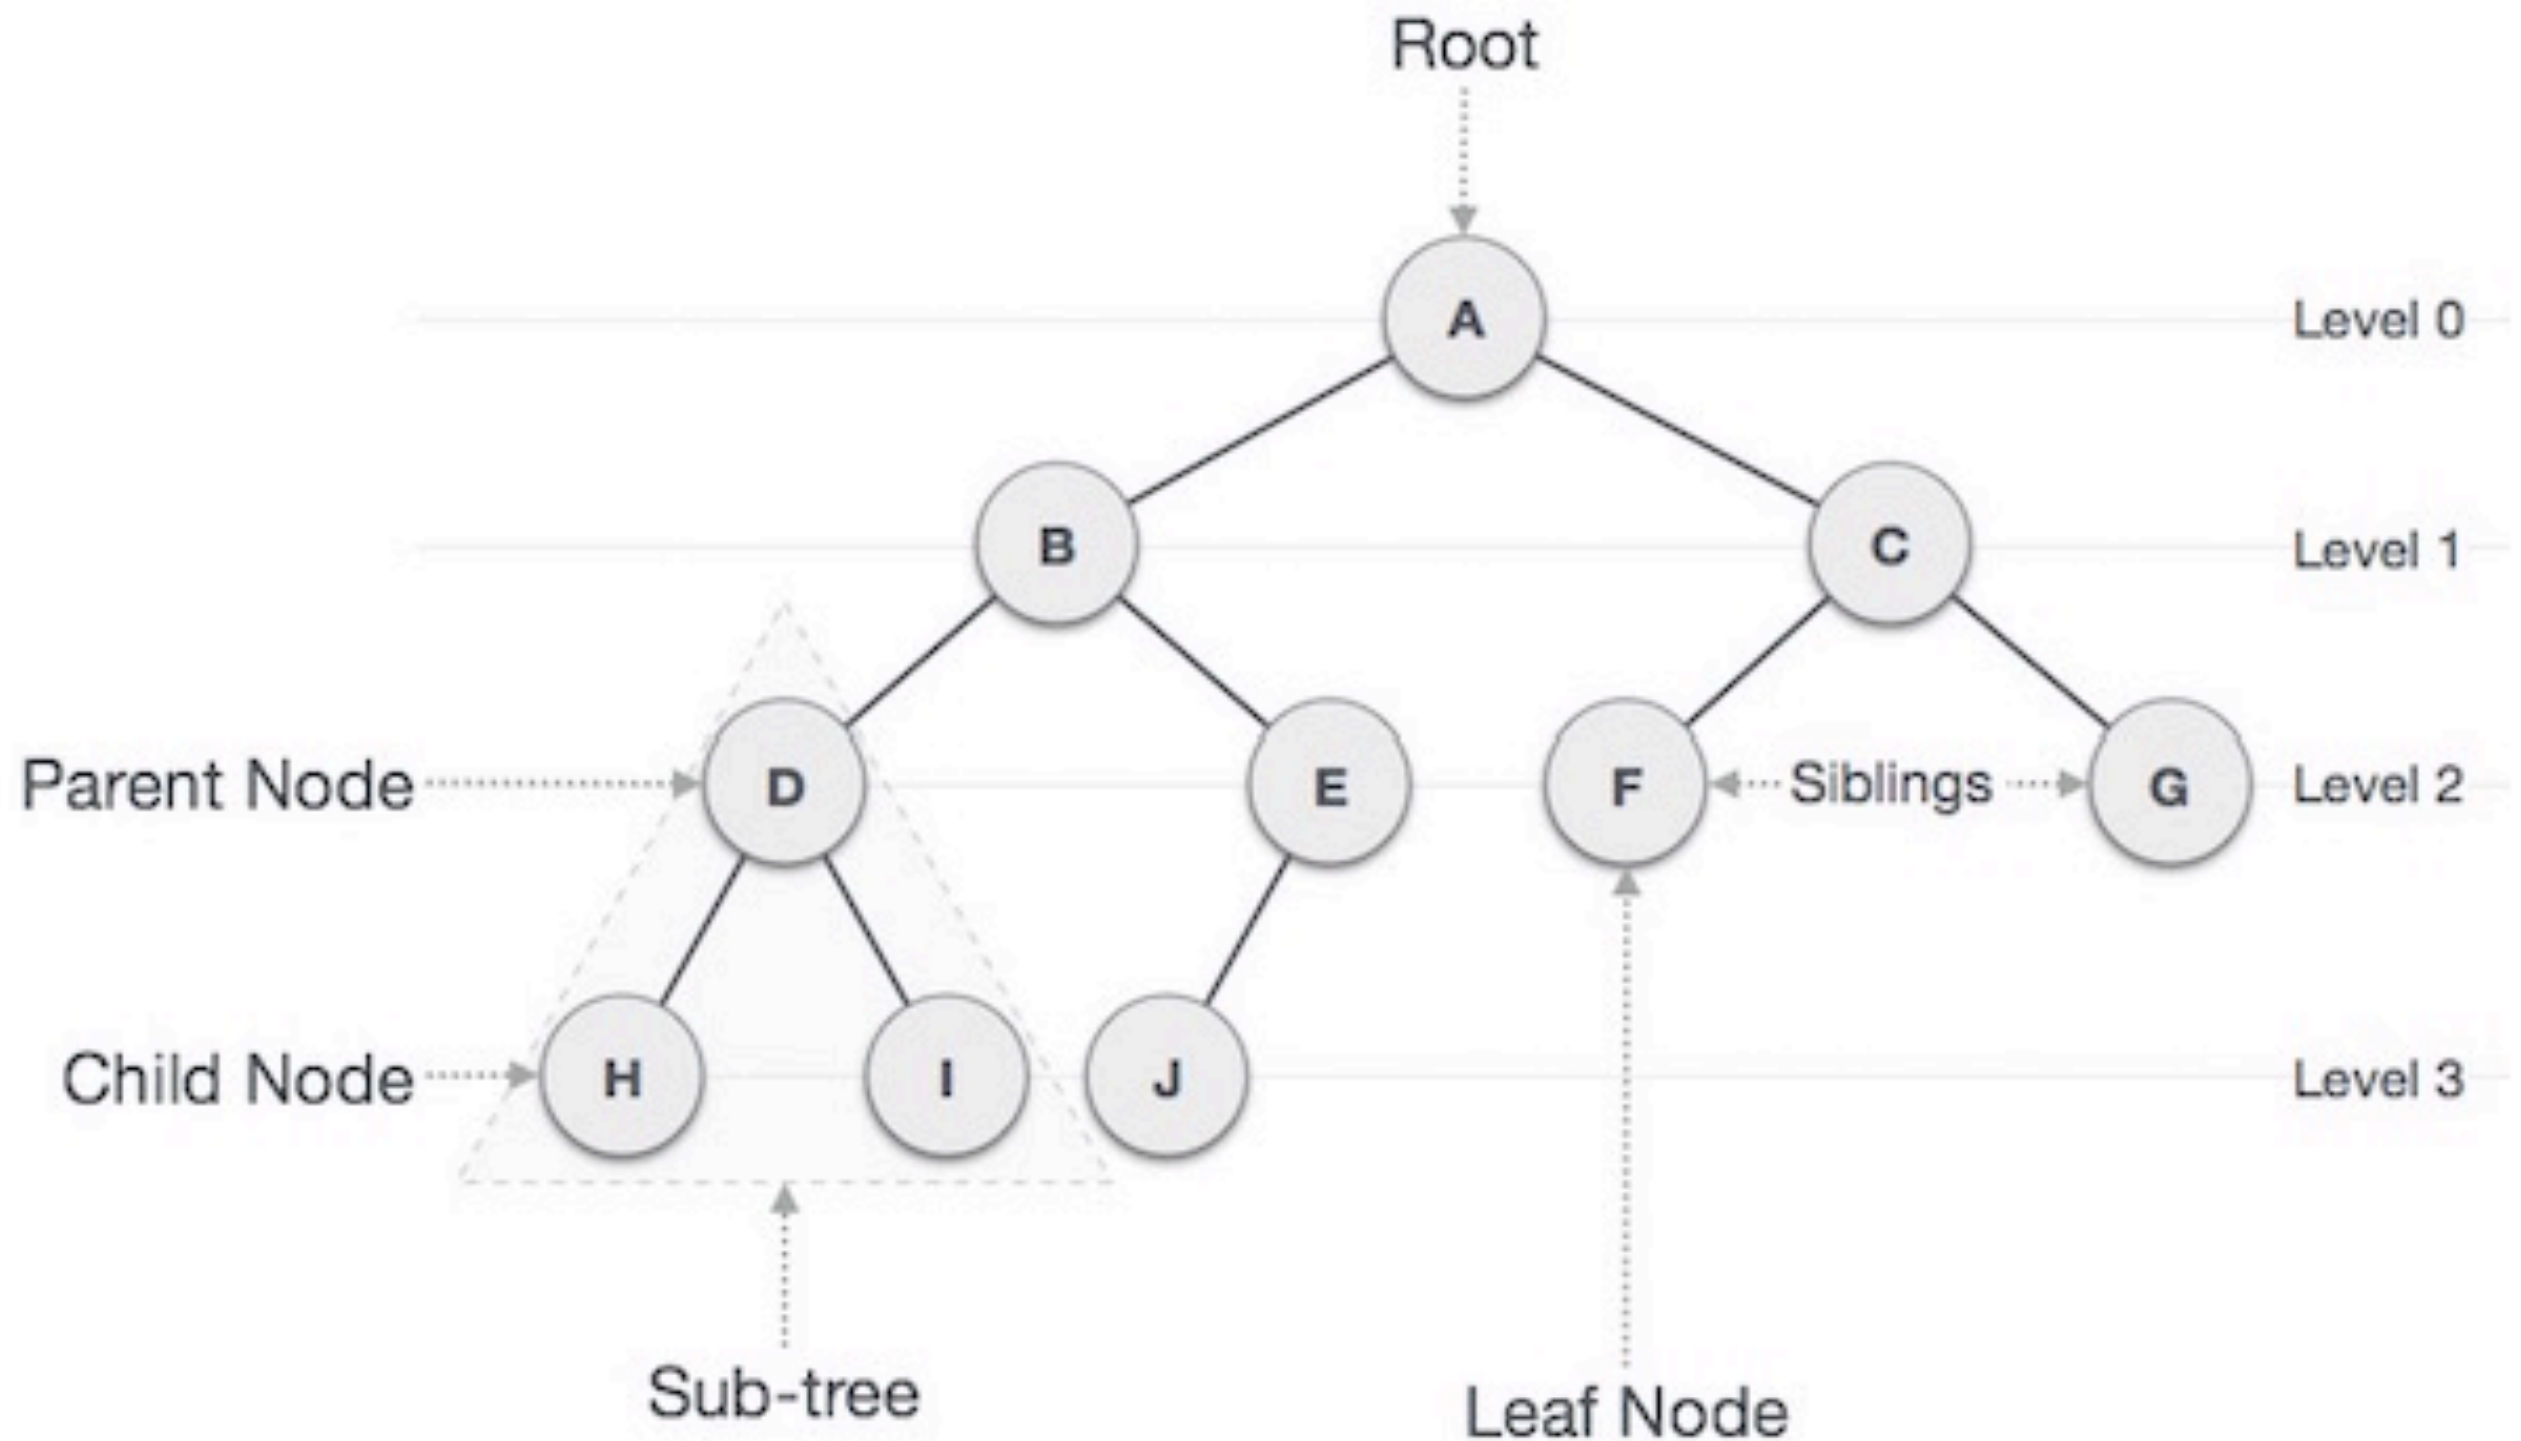 Root
A
Level 0
B
C
Level 1
Parent Node
D
E
F
Siblings
G
Level 2
Child Node
H
I
J
Level 3
Sub-tree
Leaf Node